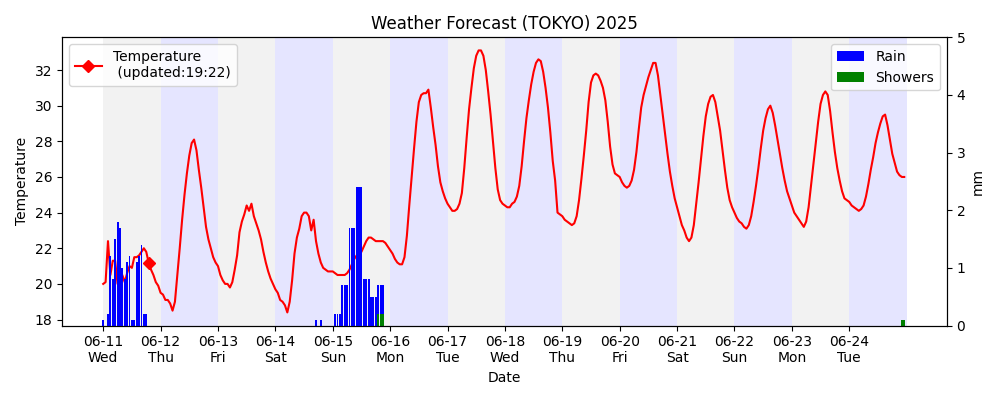 Weather Forecast (TOKYO) 2025
Temperature
(updated:19:22)
Rain
Showers
Temperature
32
30
28
26
24
22
20
18
5
4
3
2
1
0
mm
06-11 06-12 06-13 06-14 06-15 06-16 06-17 06-18 06-19 06-20 06-21 06-22 06-23 06-24
Wed Thu Fri Sat Sun Mon Tue Wed Thu Fri Sat Sun Mon Tue
Date